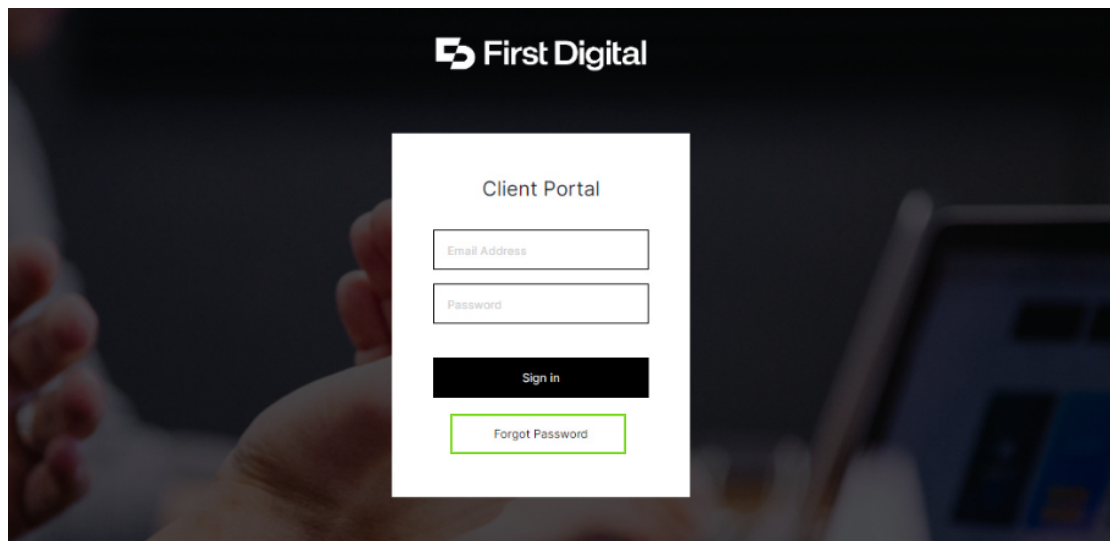 First Digital
Client Portal
Email Address
Password
Sign in
Forgot Password